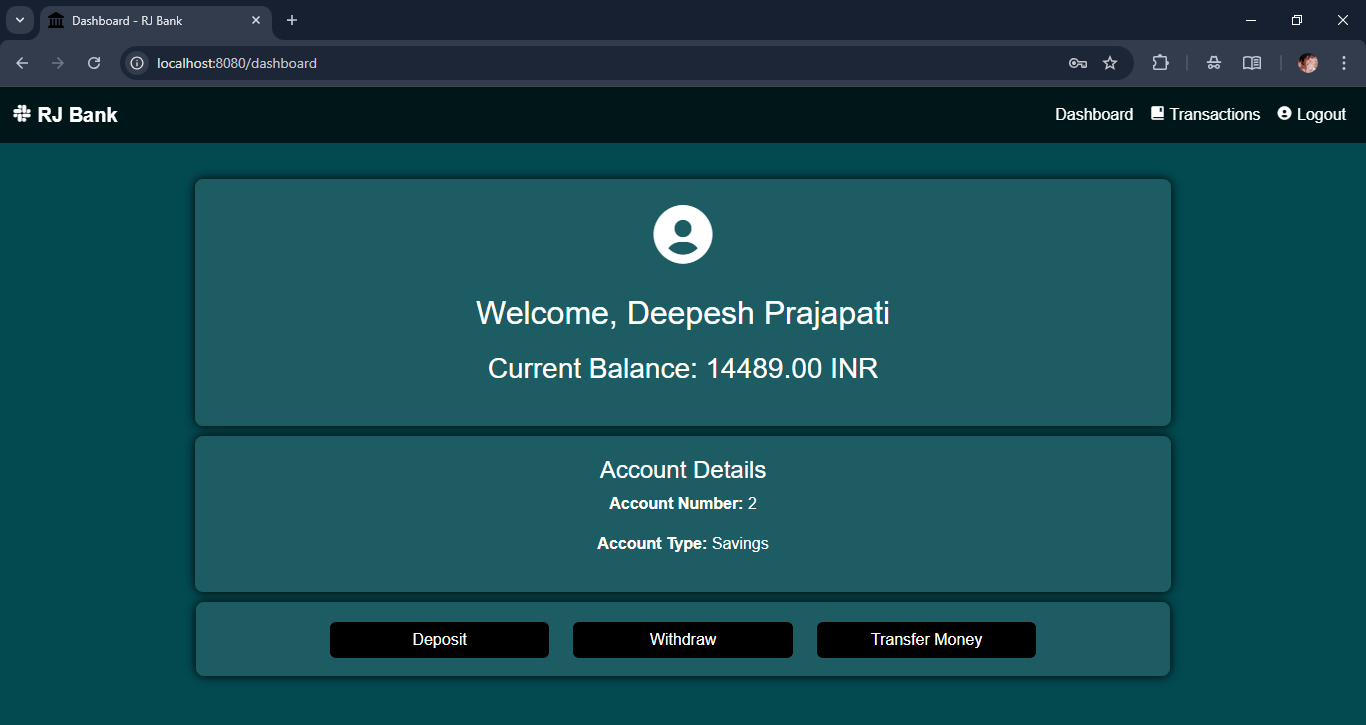 Dashboard - RJ Bank
localhost:8080/dashboard
RJ Bank
Dashboard Transactions Logout
Welcome, Deepesh Prajapati
Current Balance: 14489.00 INR
Account Details
Account Number: 2
Account Type: Savings
Deposit Withdraw Transfer Money